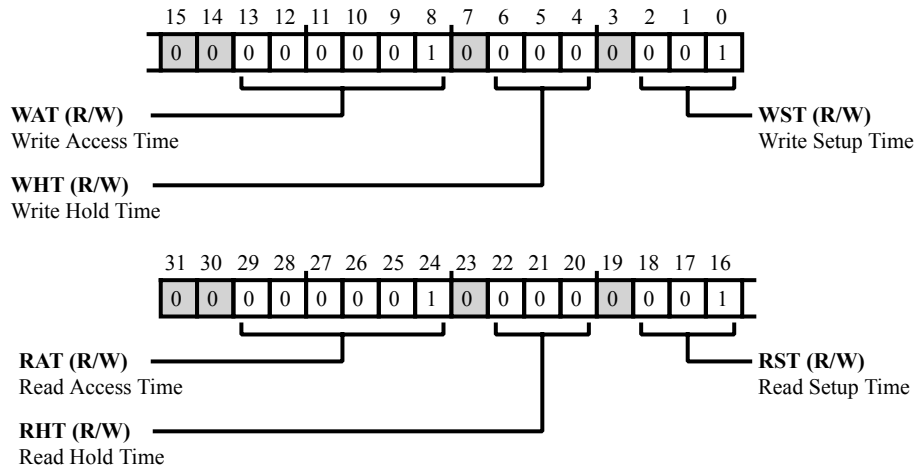 15 14 13 12 11 10 9 8 7 6 5 4 3 2 1 0
0 0 0 0 0 0 0 1 0 0 0 0 0 0 0 1
WAT (R/W)
Write Access Time
WST (R/W)
Write Setup Time
WHT (R/W)
Write Hold Time
31 30 29 28 27 26 25 24 23 22 21 20 19 18 17 16
0 0 0 0 0 0 0 1 0 0 0 0 0 0 0 1
RAT (R/W)
Read Access Time
RST (R/W)
Read Setup Time
RHT (R/W)
Read Hold Time